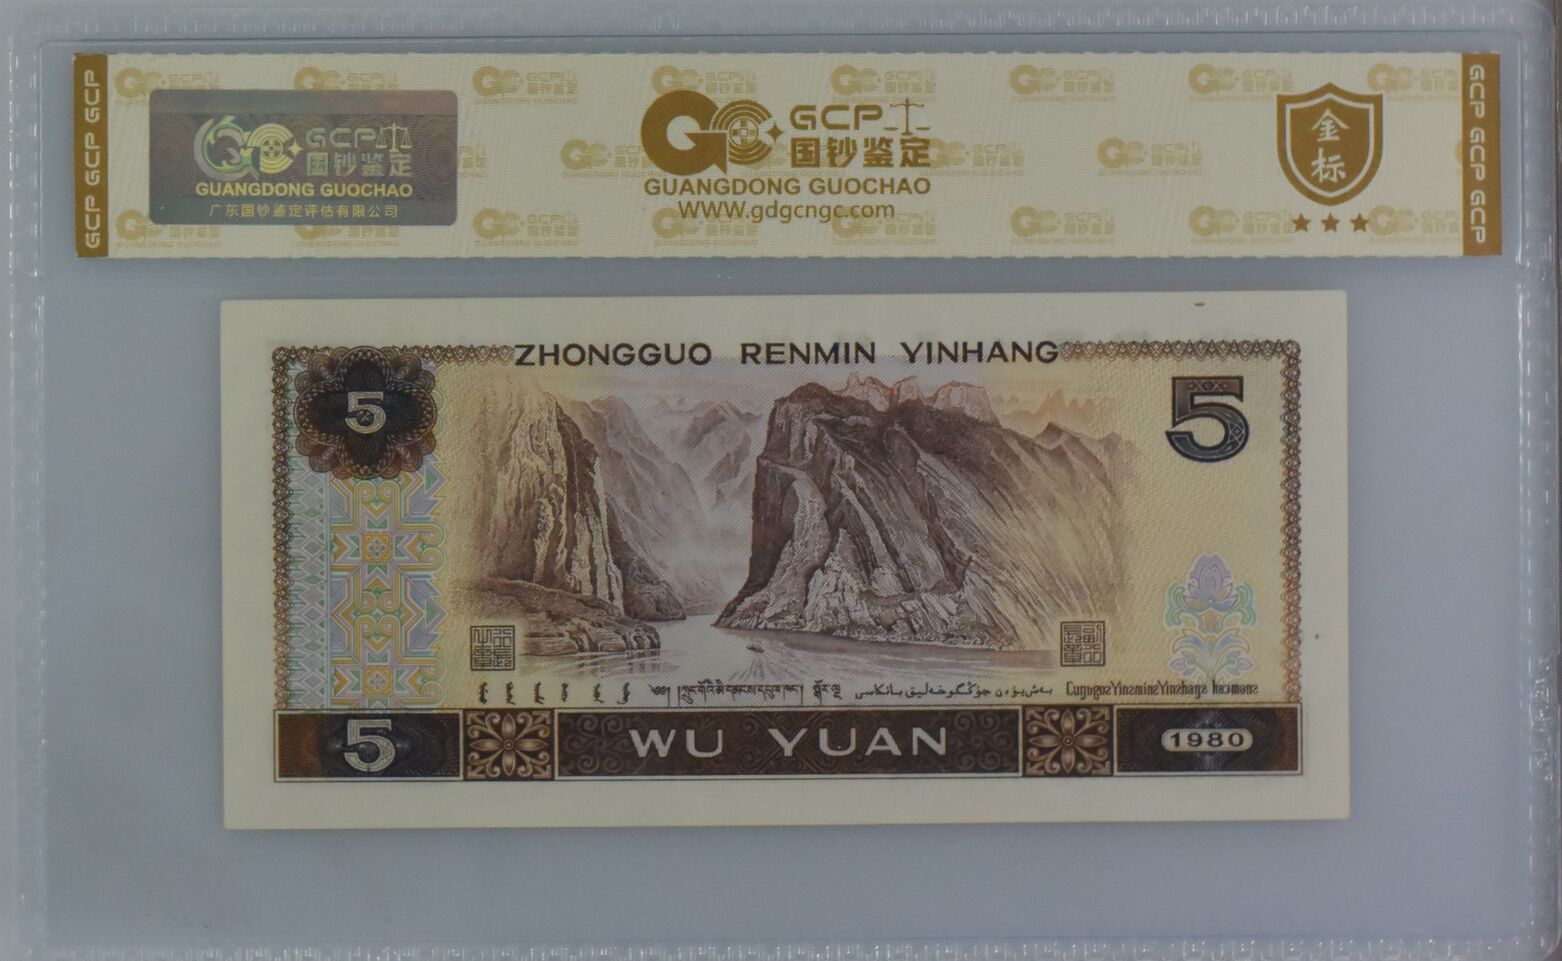 GCP GCP GCP
GCP
国钞鉴定
GUANGDONG GUOCHAO
广东国钞鉴定评估有限公司
GCP
国钞鉴定
GUANGDONG GUOCHAO
WWW.gdgcngc.com
金标
GCP GCP GCP
ZHONGGUO RENMIN YINHANG
5
5
5
WU YUAN
1980